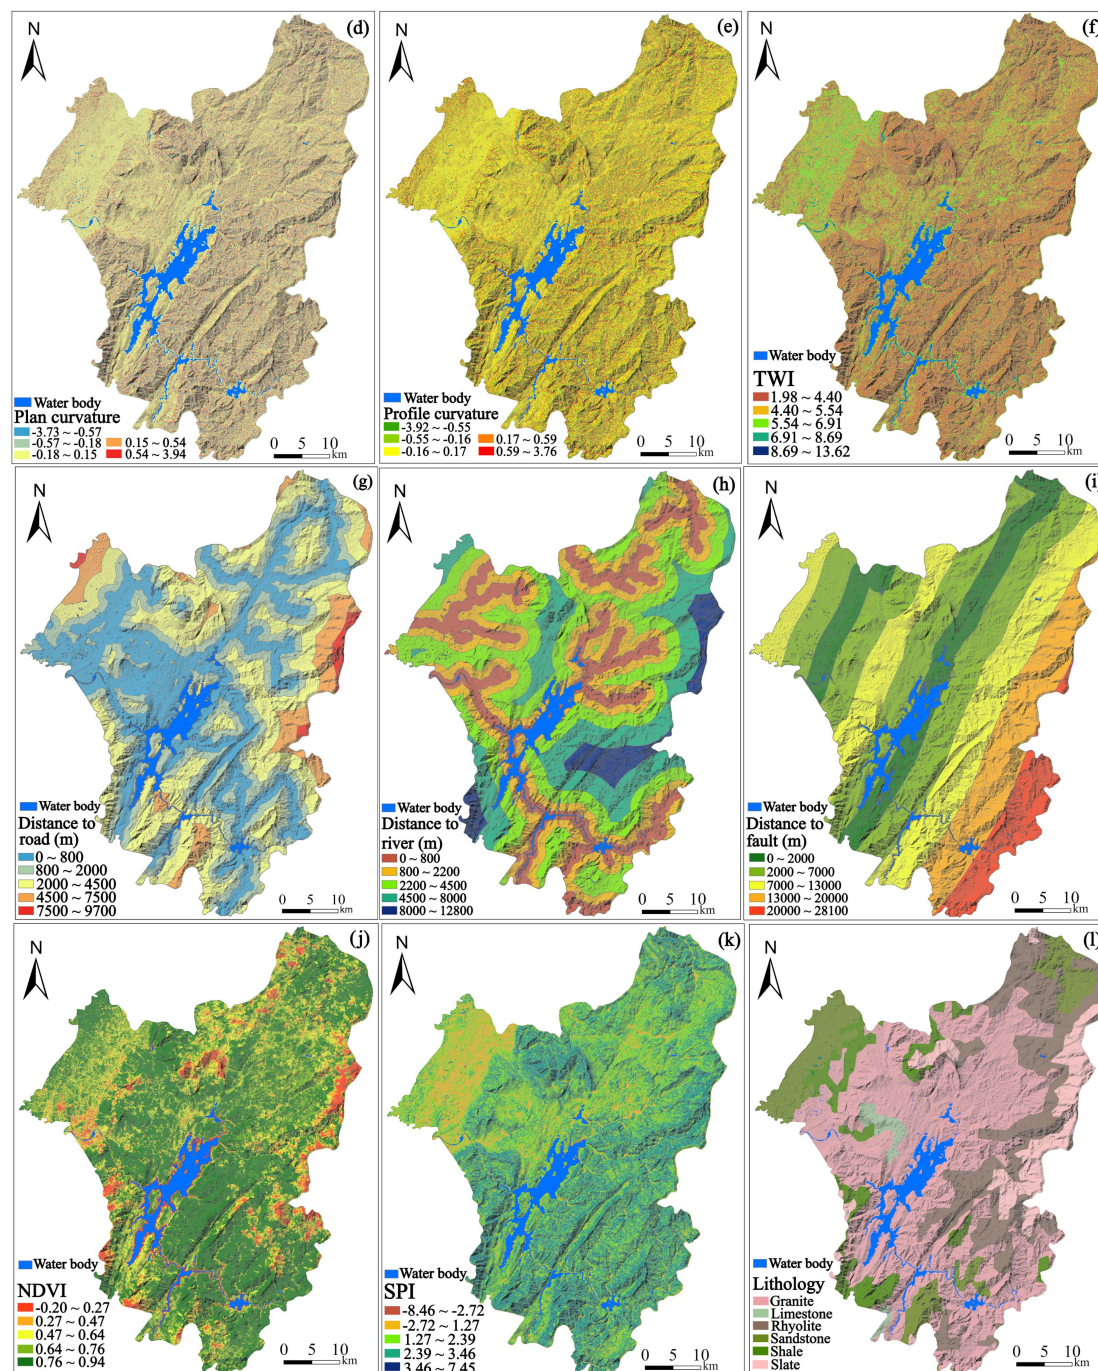 N
(d)
Water body
Plan curvature
-3.73 ~ -0.57
-0.57 ~ -0.18
-0.18 ~ 0.15
0.15 ~ 0.54
0.54 ~ 3.94
0 5 10
km
N
(e)
Water body
Profile curvature
-3.92 ~ -0.55
-0.55 ~ -0.16
-0.16 ~ 0.17
0.17 ~ 0.59
0.59 ~ 3.76
0 5 10
km
N
(f)
Water body
TWI
1.98 ~ 4.40
4.40 ~ 5.54
5.54 ~ 6.91
6.91 ~ 8.69
8.69 ~ 13.62
0 5 10
km
N
(g)
Water body
Distance to
road (m)
0 ~ 800
800 ~ 2000
2000 ~ 4500
4500 ~ 7500
7500 ~ 9700
0 5 10
km
N
(h)
Water body
Distance to
river (m)
0 ~ 800
800 ~ 2200
2200 ~ 4500
4500 ~ 8000
8000 ~ 12800
0 5 10
km
N
(i)
Water body
Distance to
fault (m)
0 ~ 2000
2000 ~ 7000
7000 ~ 13000
13000 ~ 20000
20000 ~ 28100
0 5 10
km
N
(j)
Water body
NDVI
-0.20 ~ 0.27
0.27 ~ 0.47
0.47 ~ 0.64
0.64 ~ 0.76
0.76 ~ 0.94
0 5 10
km
N
(k)
Water body
SPI
-8.46 ~ -2.72
-2.72 ~ 1.27
1.27 ~ 2.39
2.39 ~ 3.46
3.46 ~ 7.45
0 5 10
km
N
(l)
Water body
Lithology
Granite
Limestone
Rhyolite
Sandstone
Shale
Slate
0 5 10
km